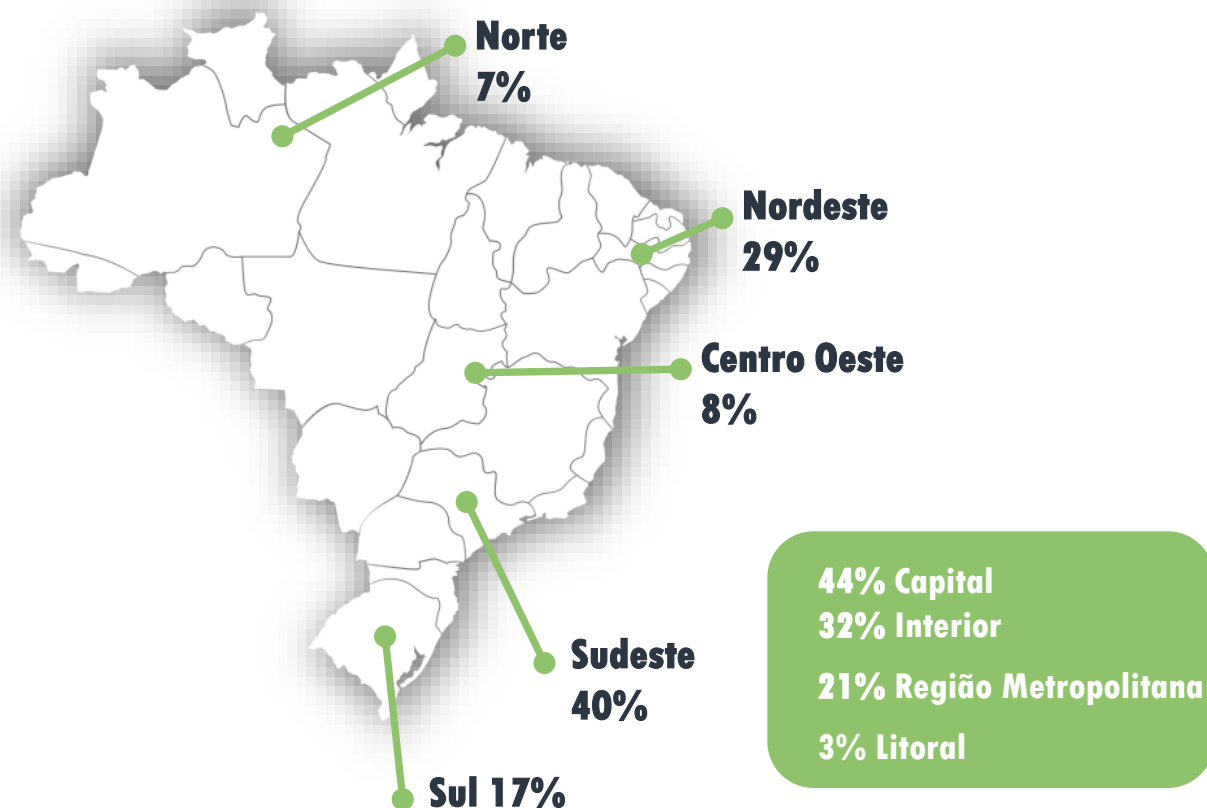 Norte
7%
Nordeste
29%
Centro Oeste
8%
Sudeste
40%
Sul 17%
44% Capital
32% Interior
21% Região Metropolitana
3% Litoral